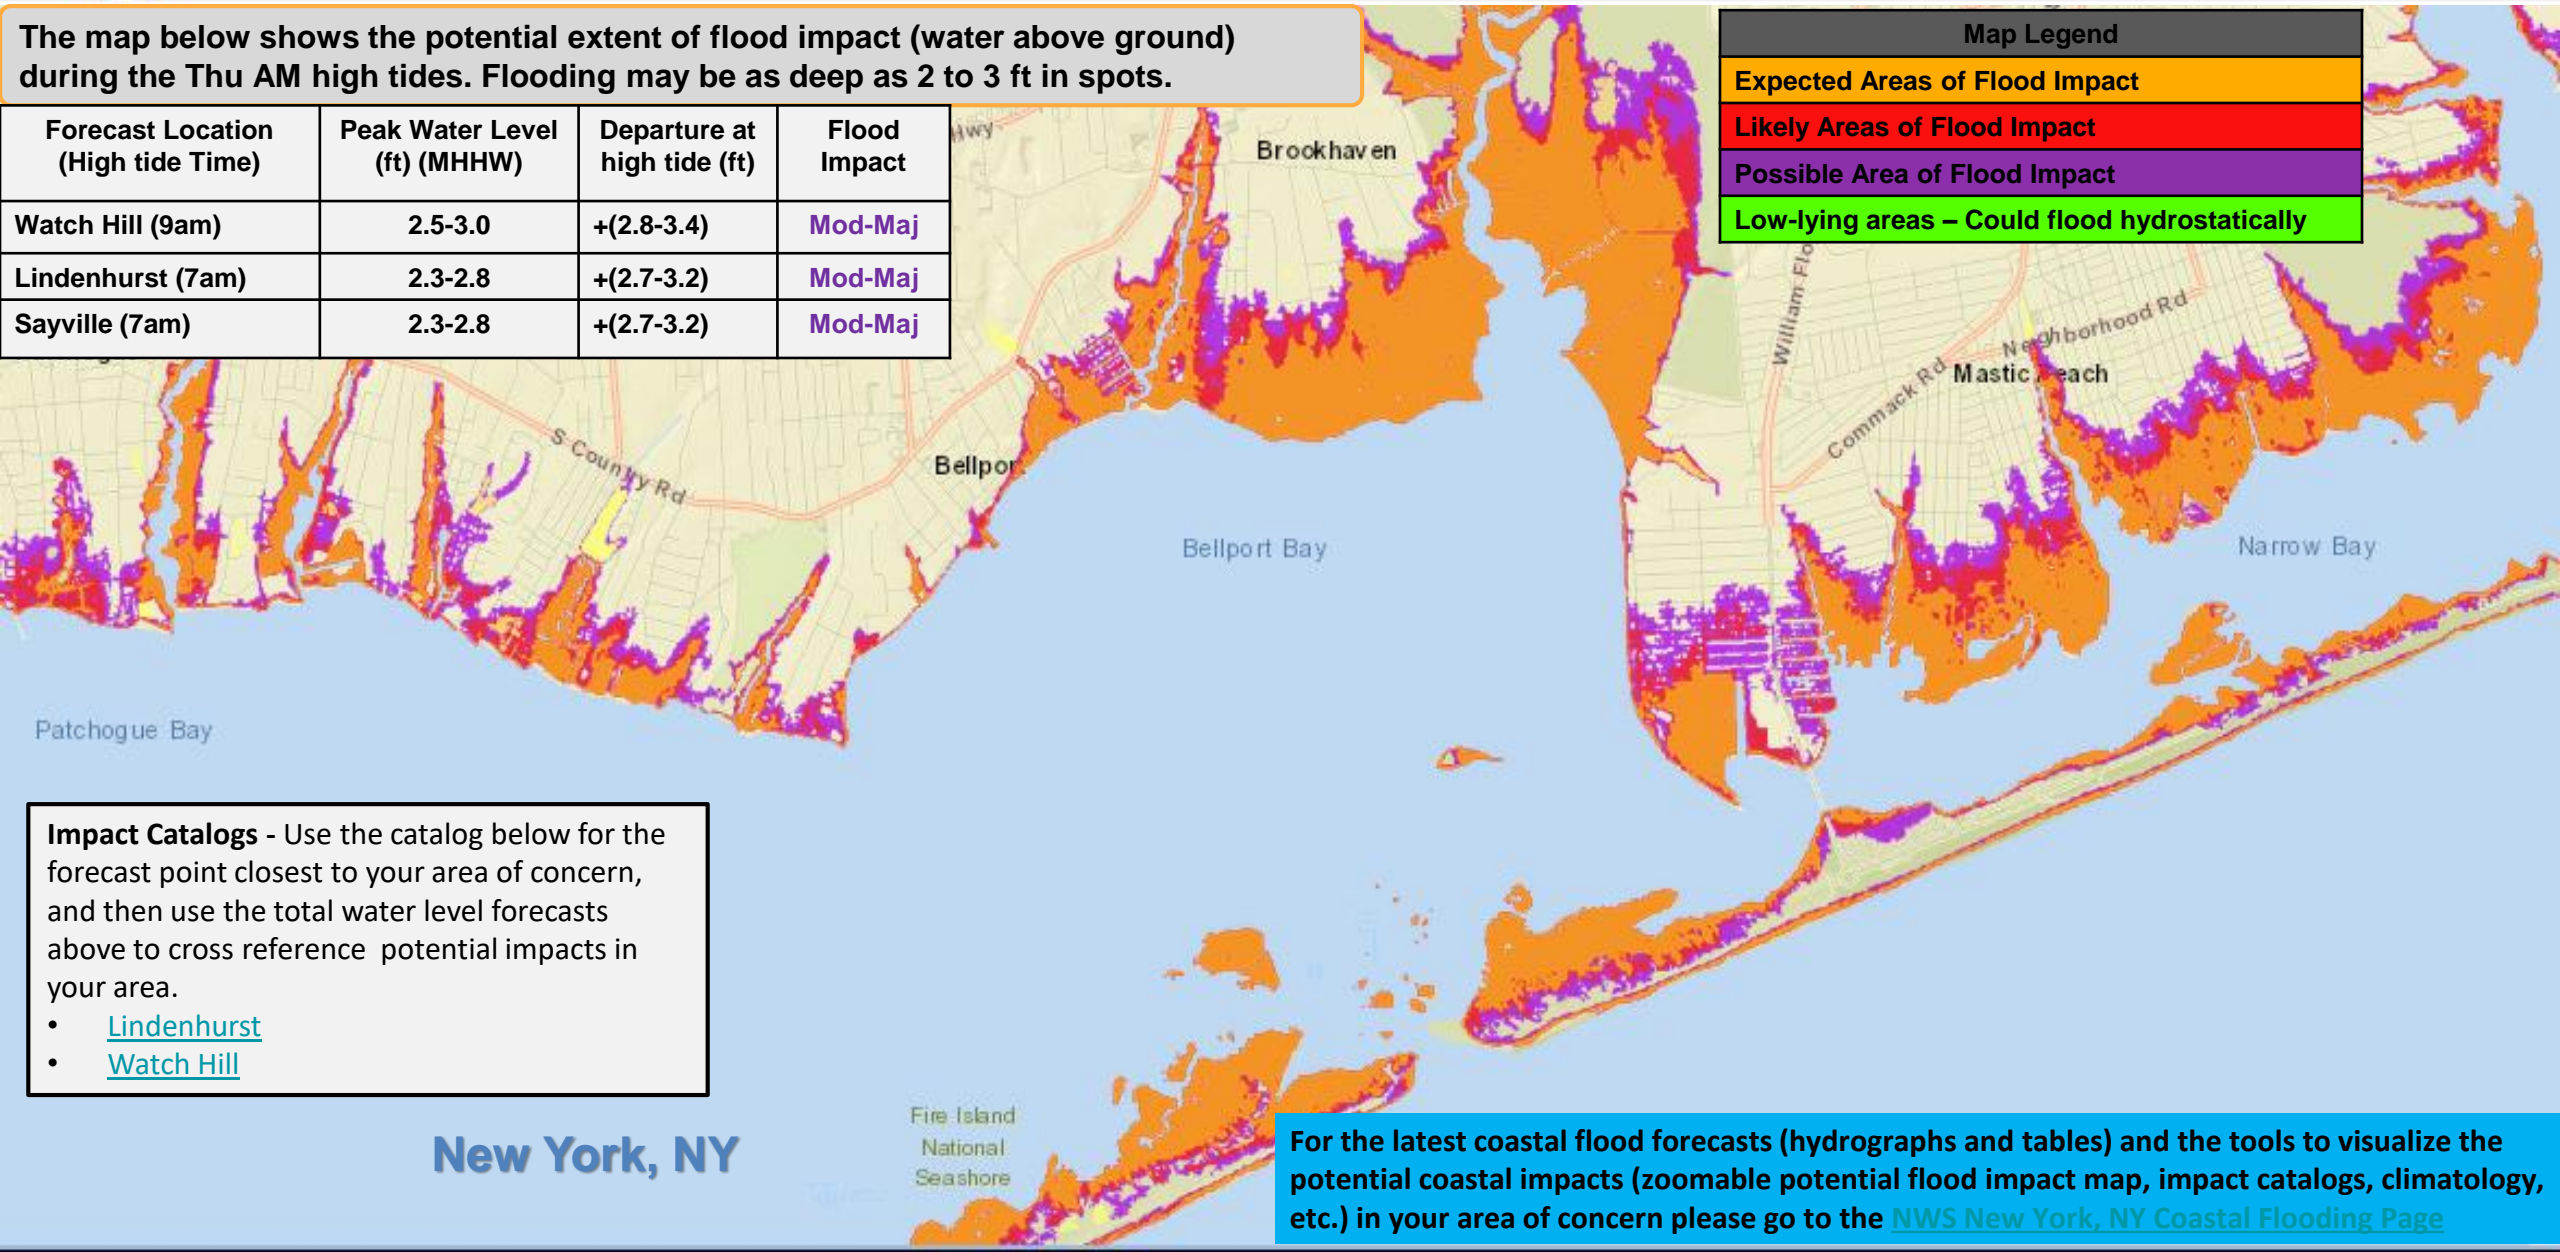 The map below shows the potential extent of flood impact (water above ground)
during the Thu AM high tides. Flooding may be as deep as 2 to 3 ft in spots.
Forecast Location (High tide Time) Peak Water Level (ft) (MHHW) Departure at high tide (ft) Flood Impact
Watch Hill (9am) 2.5-3.0 +(2.8-3.4) Mod-Maj
Lindenhurst (7am) 2.3-2.8 +(2.7-3.2) Mod-Maj
Sayville (7am) 2.3-2.8 +(2.7-3.2) Mod-Maj
Map Legend
Expected Areas of Flood Impact
Likely Areas of Flood Impact
Possible Area of Flood Impact
Low-lying areas – Could flood hydrostatically
Hwy
Brookhaven
William Flo
Neighborhood Rd
Commack Rd
Mastic Beach
S Country Rd
Bellpor
Bellport Bay
Narrow Bay
Patchogue Bay
Impact Catalogs - Use the catalog below for the
forecast point closest to your area of concern,
and then use the total water level forecasts
above to cross reference potential impacts in
your area.
• Lindenhurst
• Watch Hill
New York, NY
Fire Island
National
Seashore
For the latest coastal flood forecasts (hydrographs and tables) and the tools to visualize the
potential coastal impacts (zoomable potential flood impact map, impact catalogs, climatology,
etc.) in your area of concern please go to the NWS New York, NY Coastal Flooding Page